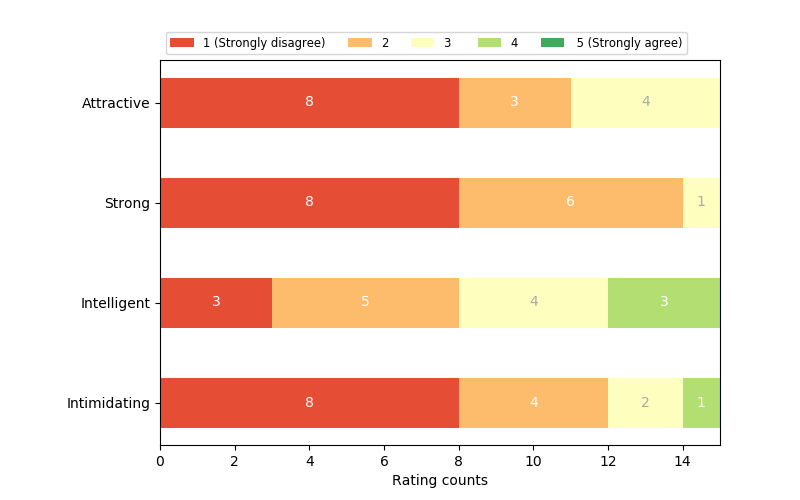 1 (Strongly disagree) 2 3 4 5 (Strongly agree)
Attractive 8 3 4
Strong 8 6 1
Intelligent 3 5 4 3
Intimidating 8 4 2 1
0 2 4 6 8 10 12 14
Rating counts